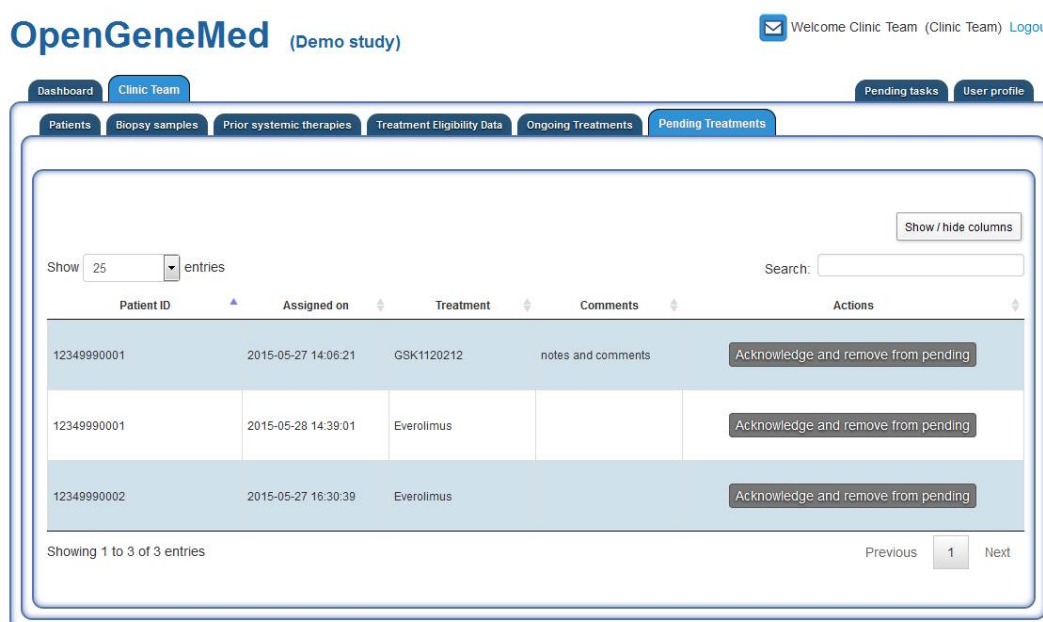 OpenGeneMed (Demo study)
Welcome Clinic Team (Clinic Team) Logou
Dashboard Clinic Team Pending tasks User profile
Patients Biopsy samples Prior systemic therapies Treatment Eligibility Data Ongoing Treatments Pending Treatments
Show / hide columns
Show 25 entries Search:
Patient ID Assigned on Treatment Comments Actions
12349990001 2015-05-27 14:06:21 GSK1120212 notes and comments Acknowledge and remove from pending
12349990001 2015-05-28 14:39:01 Everolimus Acknowledge and remove from pending
12349990002 2015-05-27 16:30:39 Everolimus Acknowledge and remove from pending
Showing 1 to 3 of 3 entries Previous 1 Next